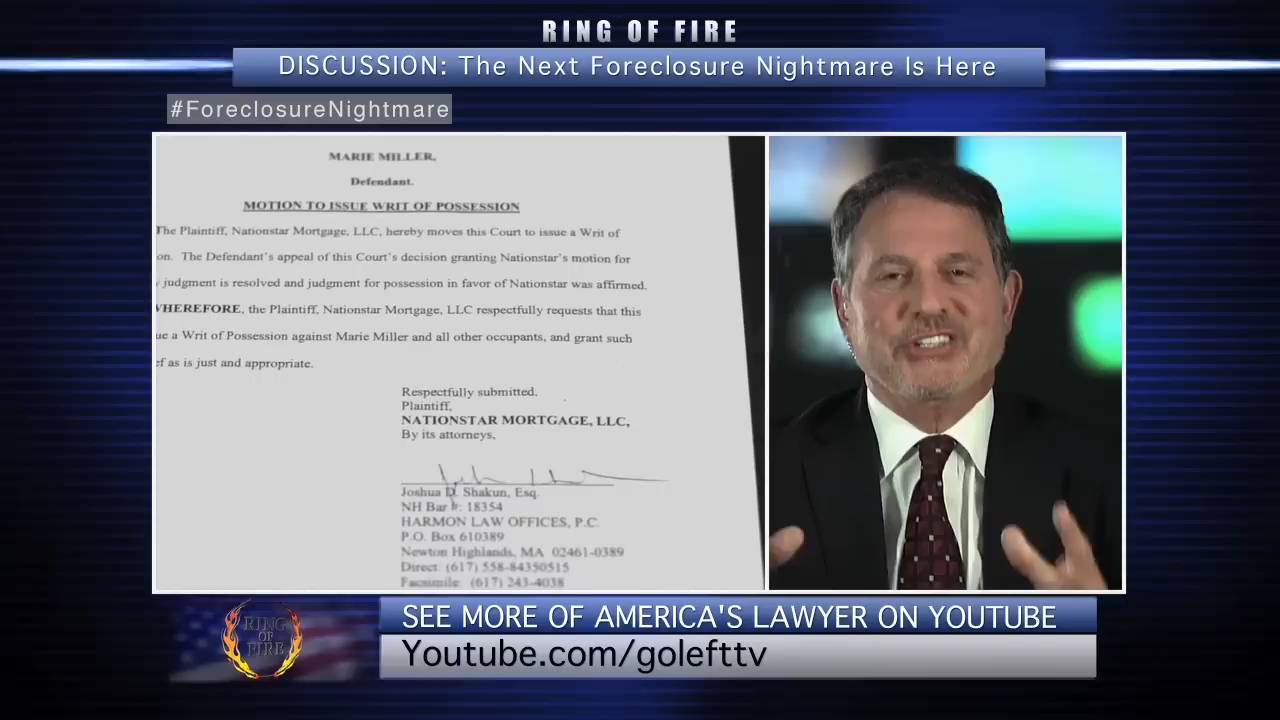 RING OF FIRE
DISCUSSION: The Next Foreclosure Nightmare Is Here
#ForeclosureNightmare
MARIE MILLER,
Defendant.
MOTION TO ISSUE WRIT OF POSSESSION
The Plaintiff, Nationstar Mortgage, LLC, hereby moves this Court to issue a Writ of
on. The Defendant's appeal of this Court's decision granting Nationstar's motion for
y judgment is resolved and judgment for possession in favor of Nationstar was affirmed.
WHEREFORE, the Plaintiff, Nationstar Mortgage, LLC respectfully requests that this
ue a Writ of Possession against Marie Miller and all other occupants, and grant such
ef as is just and appropriate.
Respectfully submitted,
Plaintiff,
NATIONSTAR MORTGAGE, LLC,
By its attorneys,
Joshua D. Shakun, Esq.
NH Bar #: 18354
HARMON LAW OFFICES, P.C.
P.O. Box 610389
Newton Highlands, MA 02461-0389
Direct: (617) 558-84350515
Facsimile: (617) 243-4038
RING
OF
FIRE
SEE MORE OF AMERICA'S LAWYER ON YOUTUBE
Youtube.com/golefttv